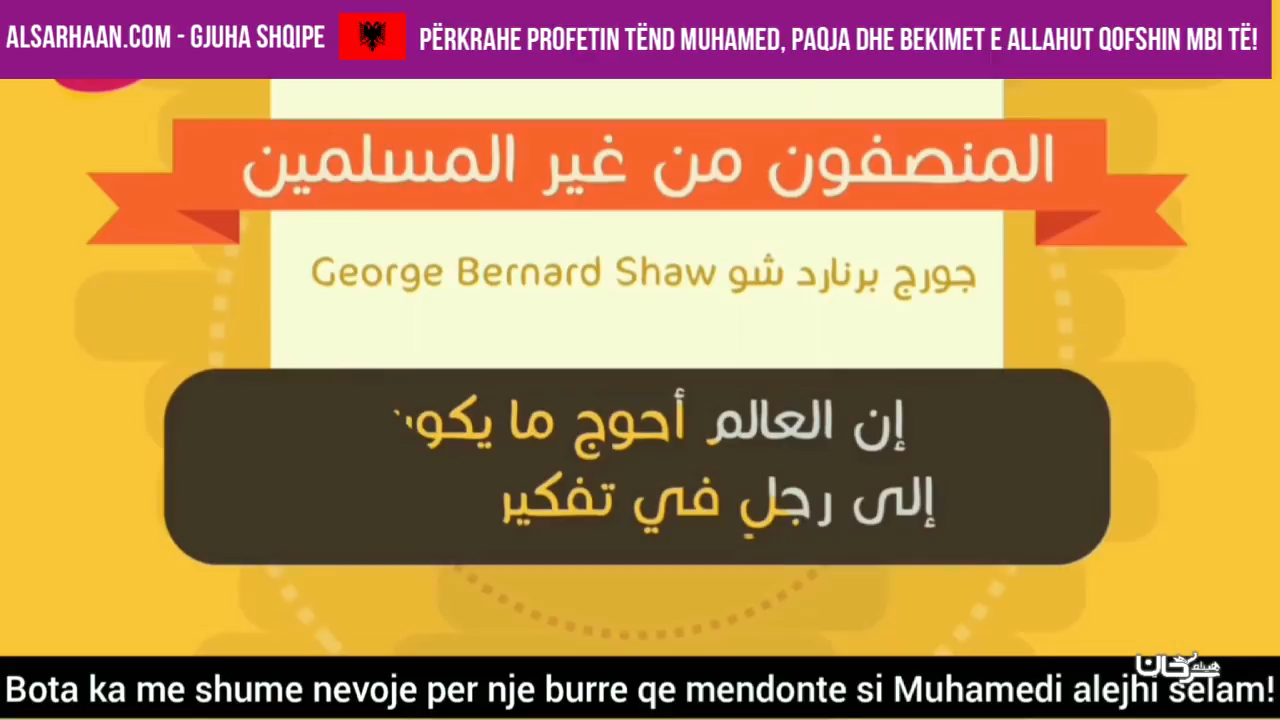 ALSARHAAN.COM - GJUHA SHQIPE PËRKRAHE PROFETIN TËND MUHAMED, PAQJA DHE BEKIMET E ALLAHUT QOFSHIN MBI TË!
المنصفون من غير المسلمين
جورج برنارد شو George Bernard Shaw
إن العالم أحوج ما
إلى رجلٍ في تفكير
سرحان
Bota ka me shume nevoje per nje burre qe mendonte si Muhamedi alejhi selam!